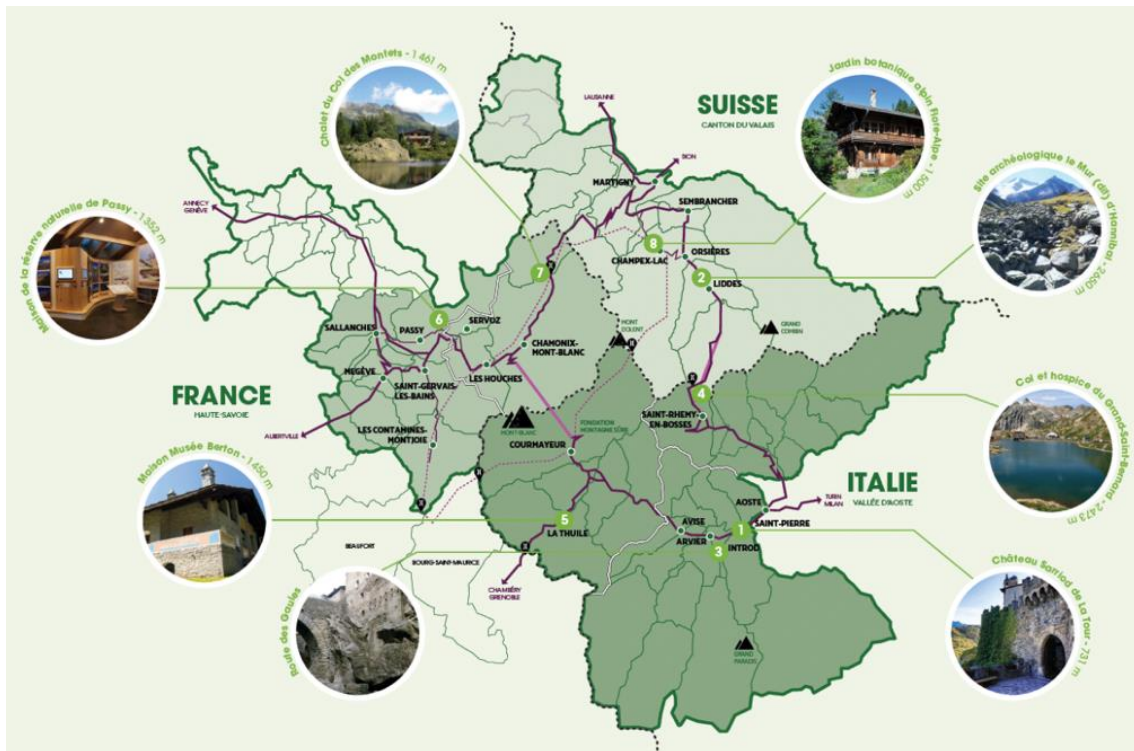 Chalet du Col des Montets - 1461 m
Jardin botanique alpin Flore-Alpe - 1500 m
LAUSANNE
SUISSE
CANTON DU VALAIS
SION
MARTIGNY
Site archéologique le Mur (dit) d'Hannibal - 2650 m
Maison de la réserve naturelle de Passy - 1352 m
ANNECY
GENÈVE
SEMBRANCHER
8
ORSIÈRES
CHAMPEX-LAC
7
2
LIDDES
6
SERVOZ
SALLANCHES
PASSY
MONT
DOLENT
GRAND
COMBIN
CHAMONIX-
MONT-BLANC
MEGÈVE
SAINT-GERVAIS-
LES-BAINS
LES HOUCHES
FRANCE
HAUTE-SAVOIE
4
SAINT-RHEMY-
EN-BOSSES
Col et hospice du Grand-Saint-Bernard - 2473 m
ALBERTVILLE
LES CONTAMINES-
MONTJOIE
MONT-BLANC
FONDATION
MONTAGNE SÛRE
COURMAYEUR
Maison Musée Berton - 1450 m
ITALIE
VALLÉE D'AOSTE
AOSTE
TURIN
MILAN
5
LA THUILE
AVISE
ARVIER
1
SAINT-PIERRE
3
INTROD
BEAUFORT
BOURG-SAINT-MAURICE
Route des Gaules
CHAMBÉRY
GRENOBLE
Château Sarriod de La Tour - 731 m
GRAND
PARADIS